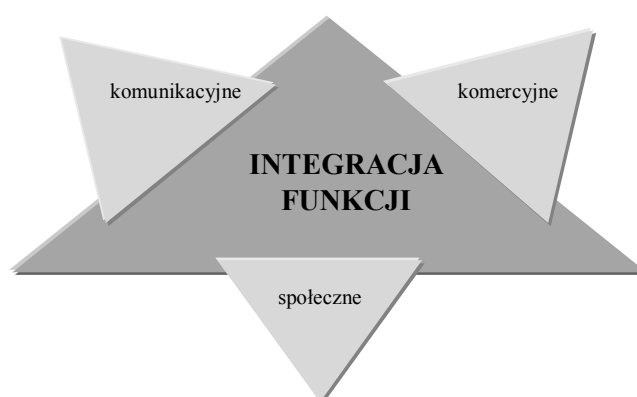 komunikacyjne
komercyjne
INTEGRACJA
FUNKCJI
społeczne